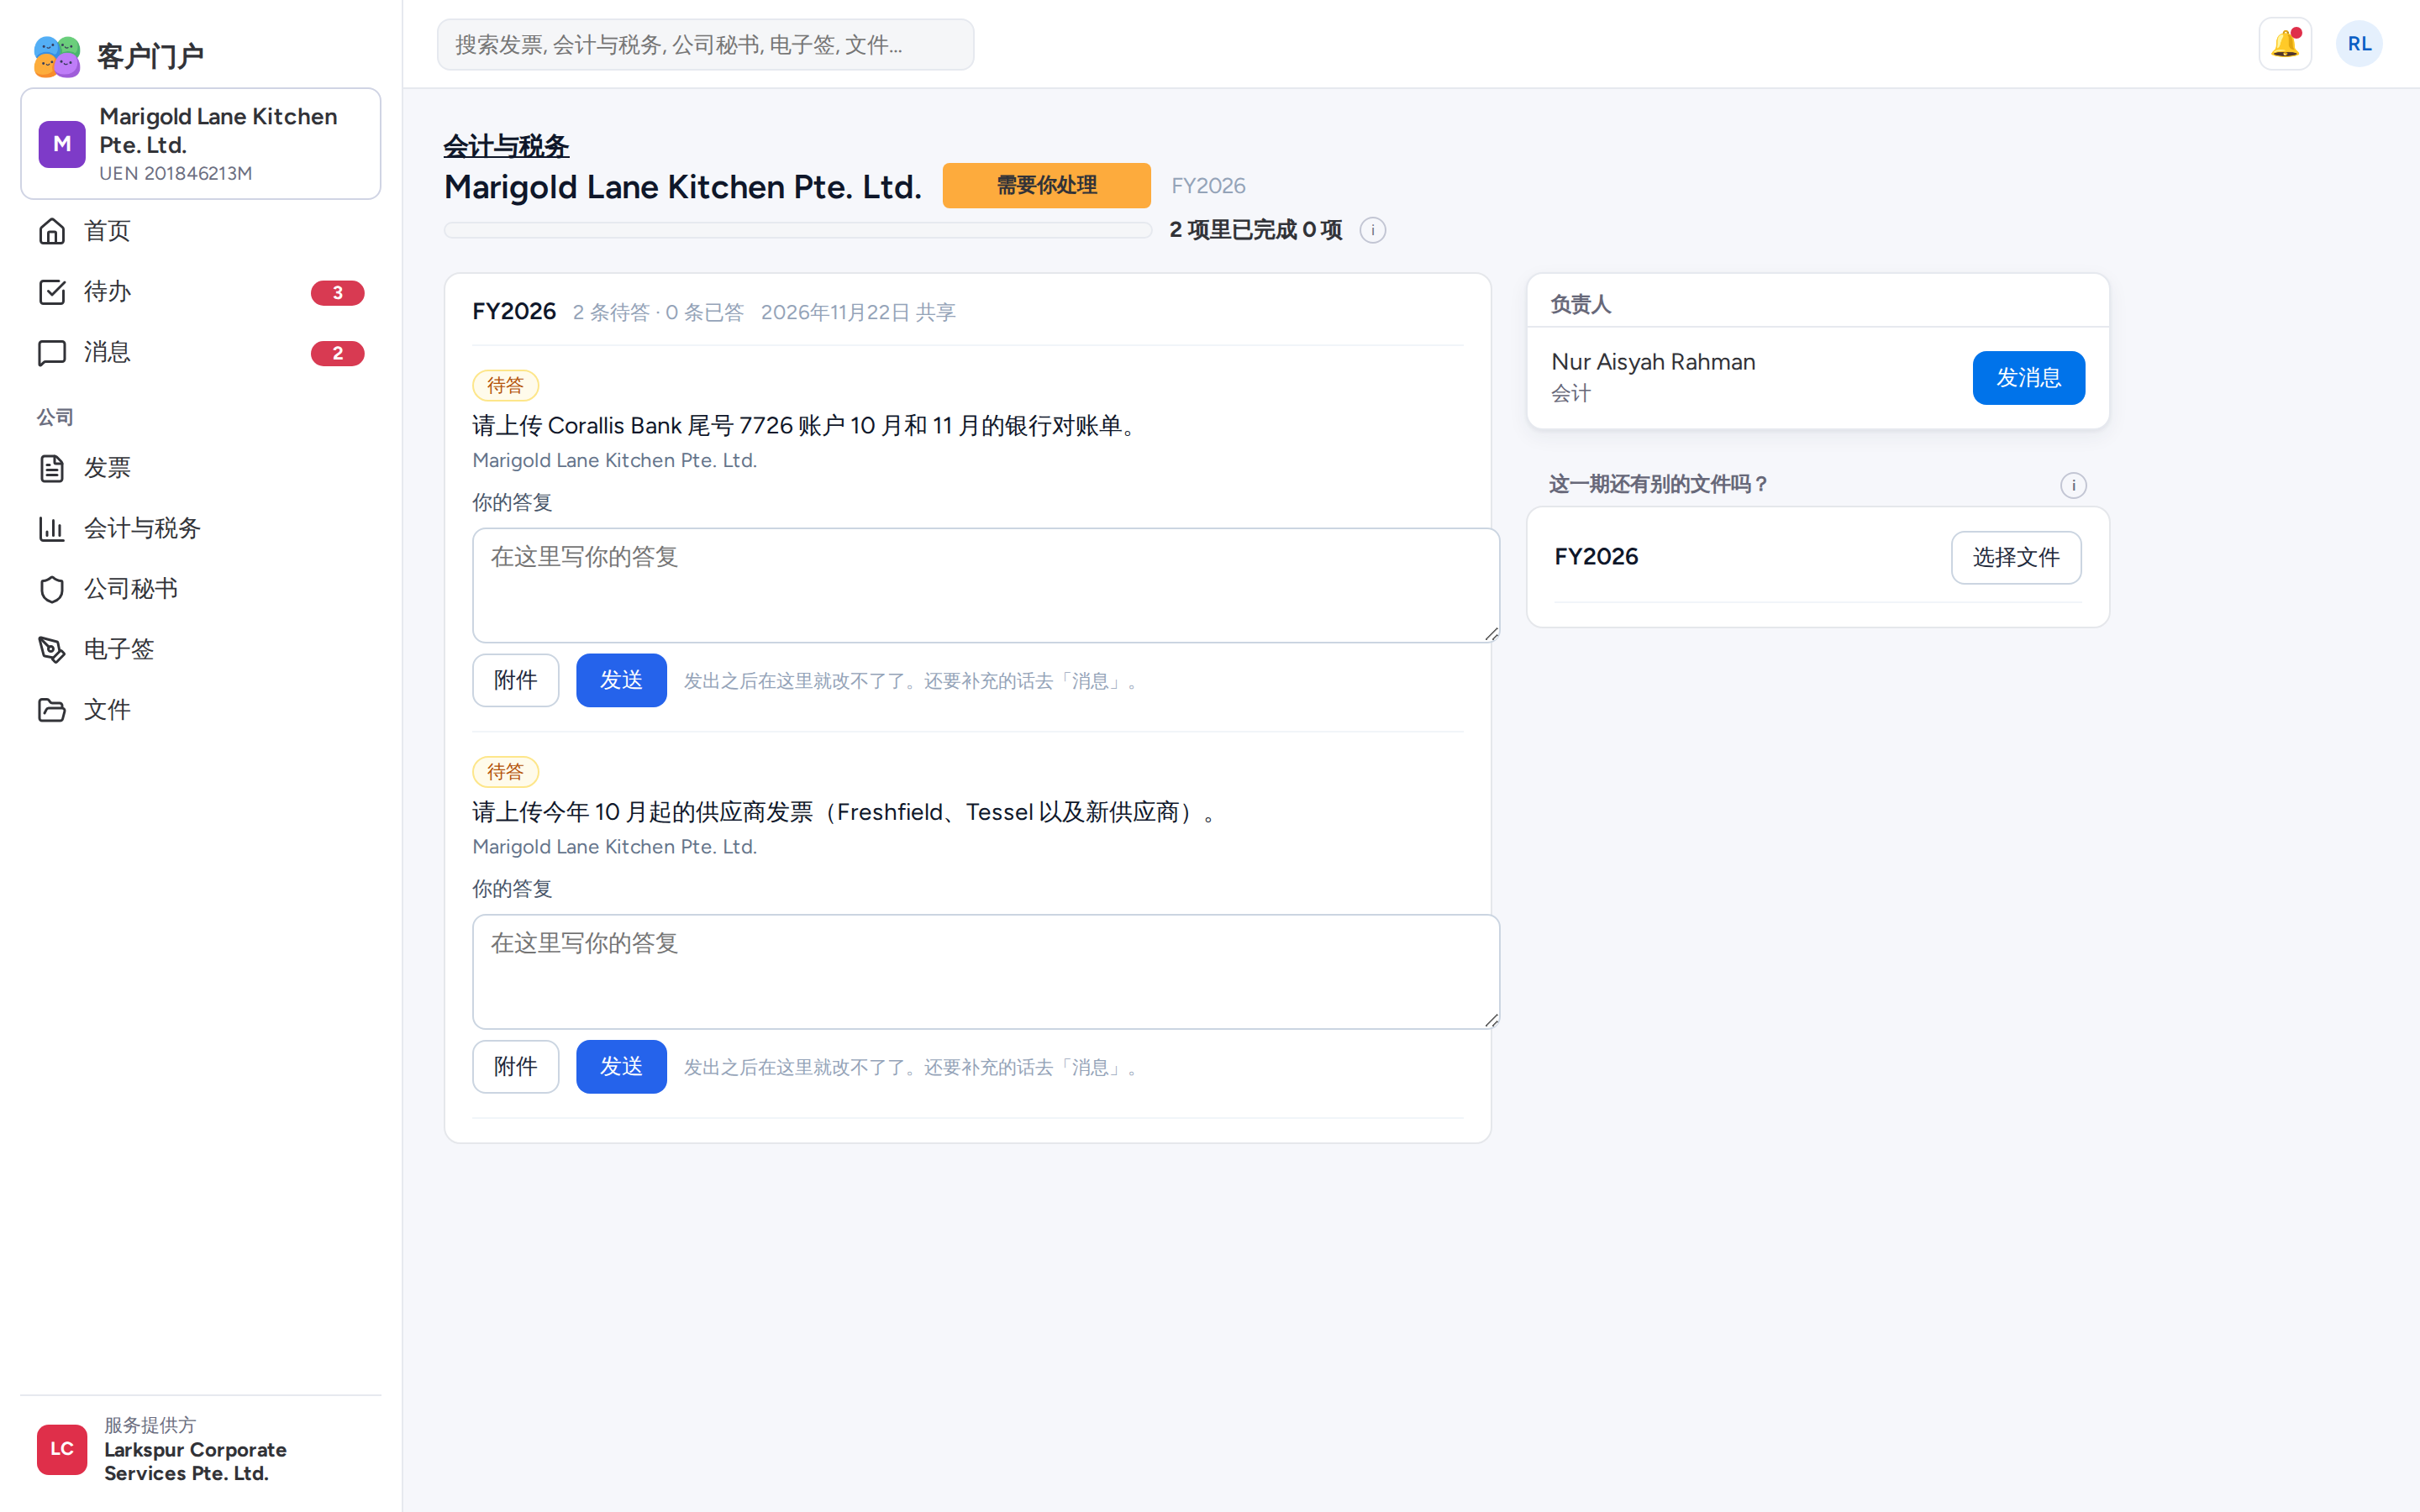 客户门户
M
Marigold Lane Kitchen
Pte. Ltd.
UEN 201846213M
首页
待办
3
消息
2
公司
发票
会计与税务
公司秘书
电子签
文件
LC
服务提供方
Larkspur Corporate
Services Pte. Ltd.
搜索发票, 会计与税务, 公司秘书, 电子签, 文件...
RL
会计与税务
Marigold Lane Kitchen Pte. Ltd.
需要你处理
FY2026
2 项里已完成 0 项
i
FY2026 2 条待答 · 0 条已答 2026年11月22日 共享
待答
请上传 Corallis Bank 尾号 7726 账户 10 月和 11 月的银行对账单。
Marigold Lane Kitchen Pte. Ltd.
你的答复
在这里写你的答复
附件
发送
发出之后在这里就改不了了。还要补充的话去「消息」。
待答
请上传今年 10 月起的供应商发票（Freshfield、Tessel 以及新供应商）。
Marigold Lane Kitchen Pte. Ltd.
你的答复
在这里写你的答复
附件
发送
发出之后在这里就改不了了。还要补充的话去「消息」。
负责人
Nur Aisyah Rahman
会计
发消息
这一期还有别的文件吗？
i
FY2026
选择文件